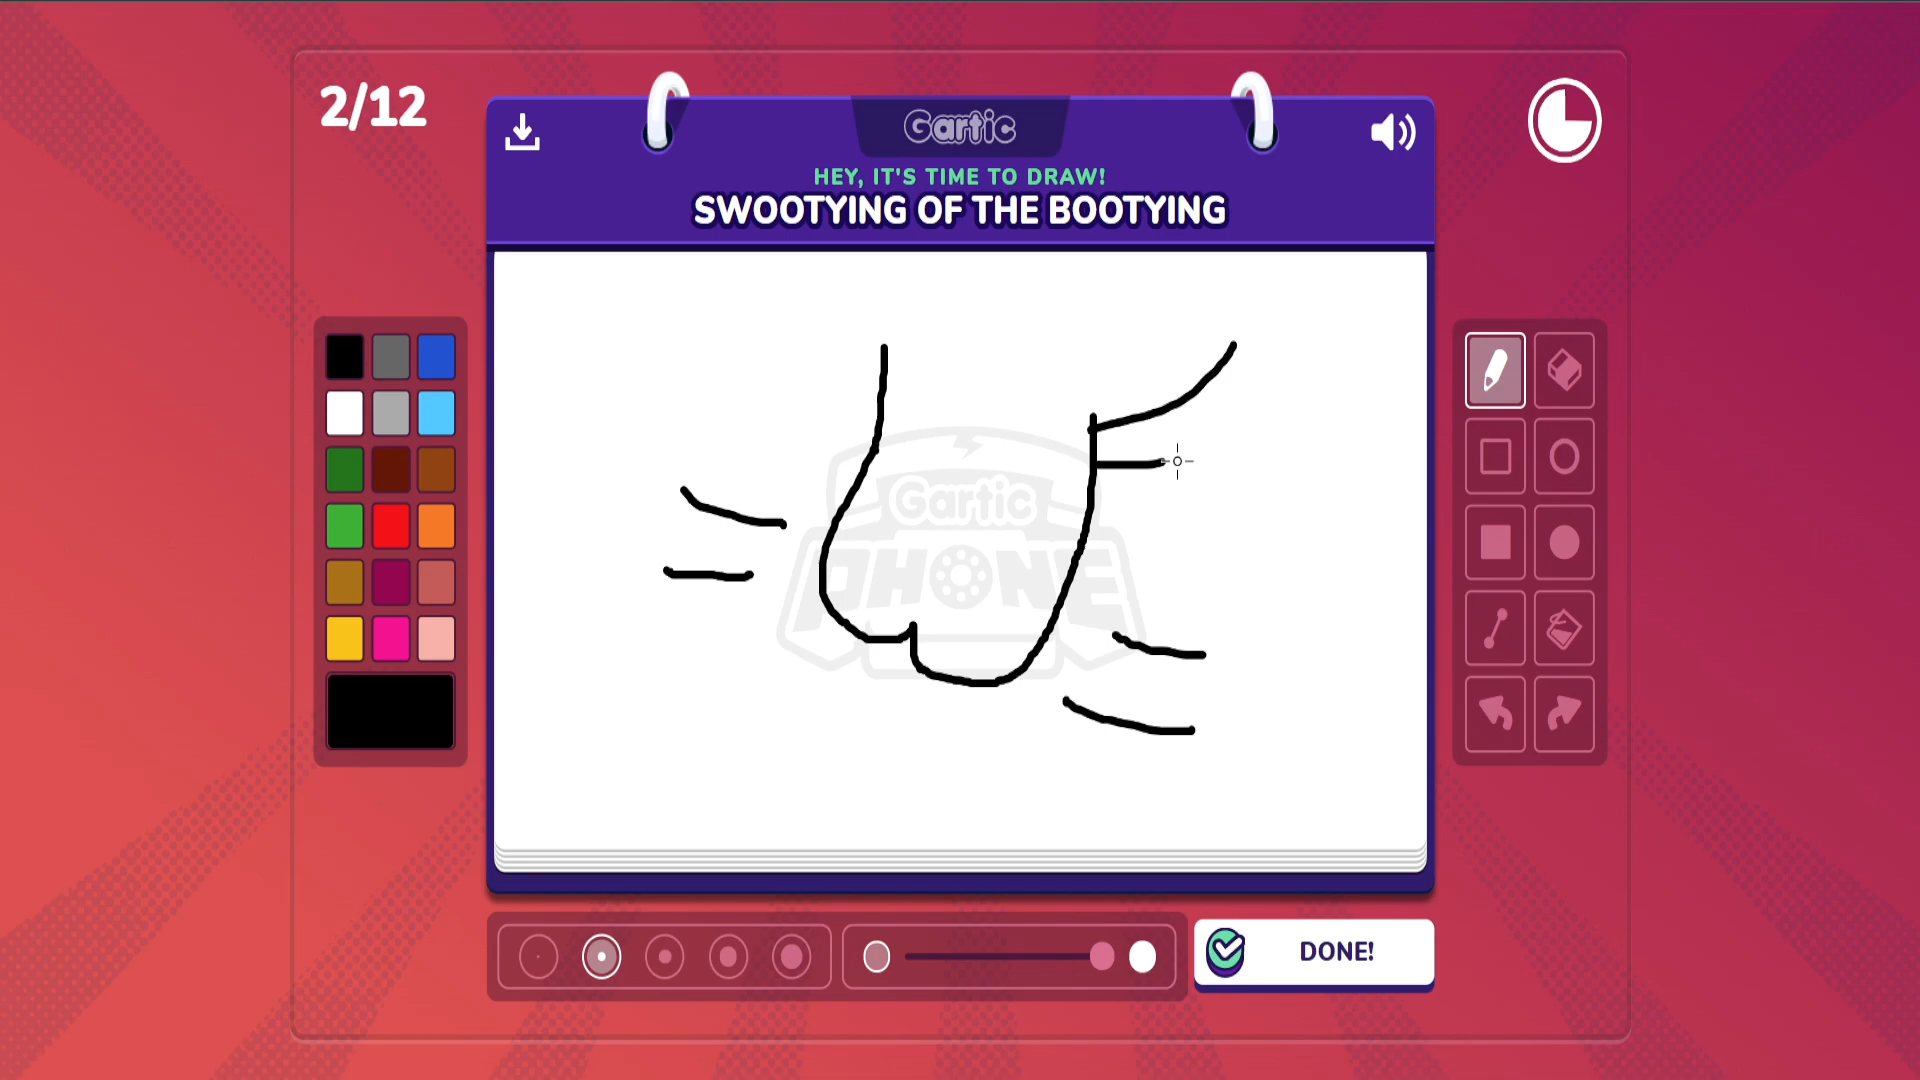 2/12
Gartic
HEY, IT'S TIME TO DRAW!
SWOOTYING OF THE BOOTYING
Gartic
PHONE
DONE!